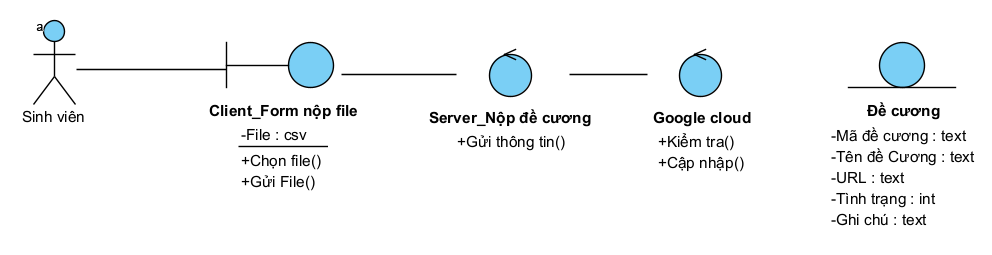 a
Sinh viên
Client_Form nộp file
-File : csv
+Chọn file()
+Gửi File()
Server_Nộp đề cương
+Gửi thông tin()
Google cloud
+Kiểm tra()
+Cập nhập()
Đề cương
-Mã đề cương : text
-Tên đề Cương : text
-URL : text
-Tình trạng : int
-Ghi chú : text